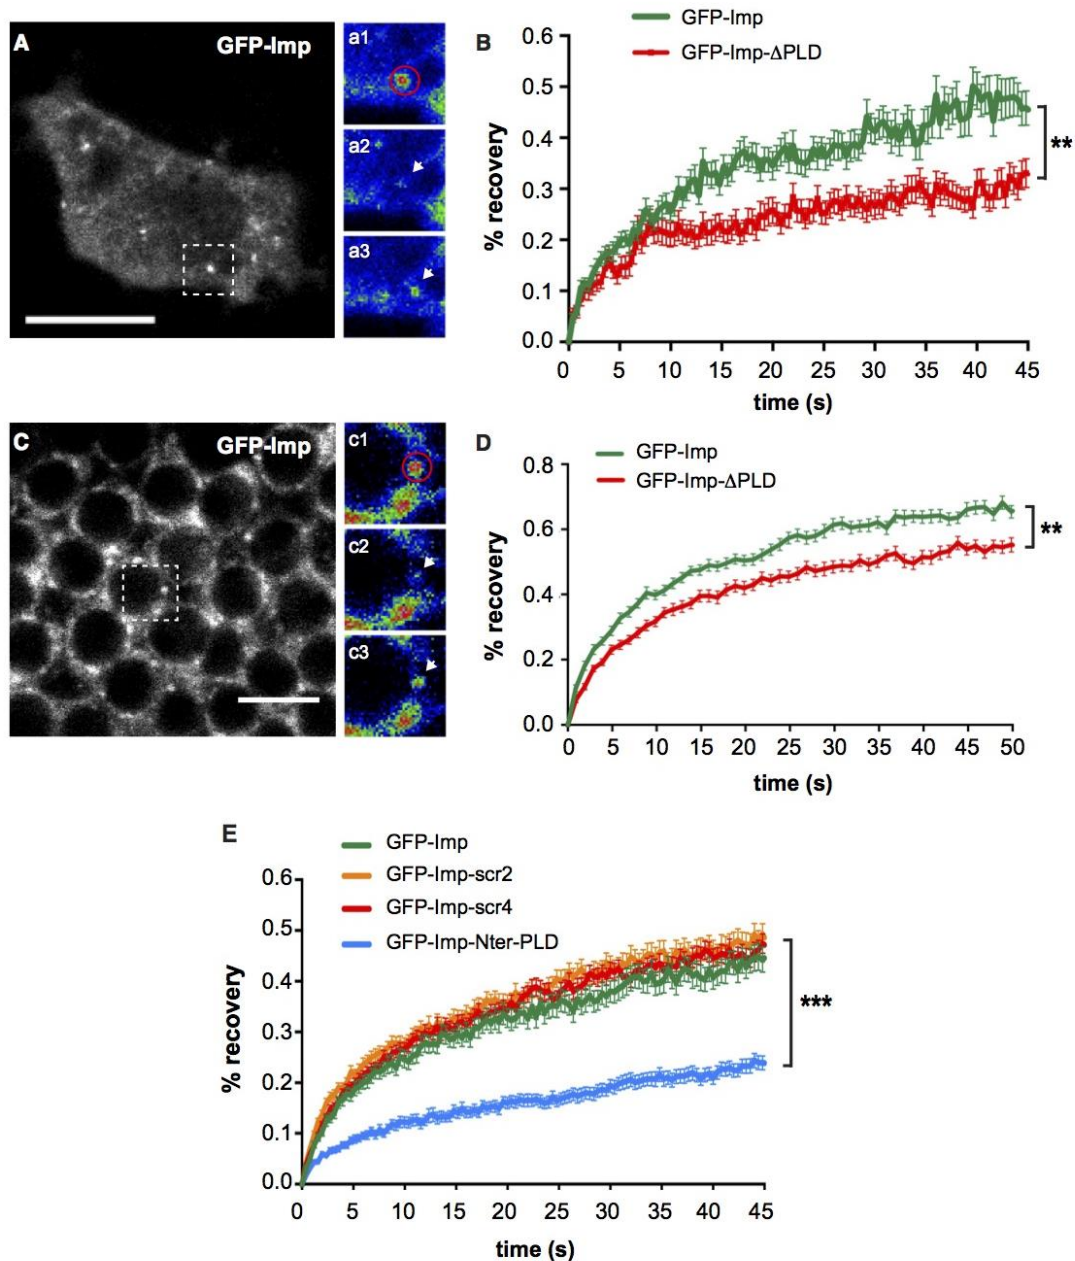 A
GFP-Imp
a1
a2
a3
B
GFP-Imp
GFP-Imp-ΔPLD
0.6
0.5
0.4
0.3
0.2
0.1
0.0
% recovery
**
0 5 10 15 20 25 30 35 40 45
time (s)
C
GFP-Imp
c1
c2
c3
D
GFP-Imp
GFP-Imp-ΔPLD
0.8
0.6
0.4
0.2
0.0
% recovery
**
0 5 10 15 20 25 30 35 40 45 50
time (s)
E
GFP-Imp
GFP-Imp-scr2
GFP-Imp-scr4
GFP-Imp-Nter-PLD
0.6
0.5
0.4
0.3
0.2
0.1
0.0
% recovery
***
0 5 10 15 20 25 30 35 40 45
time (s)